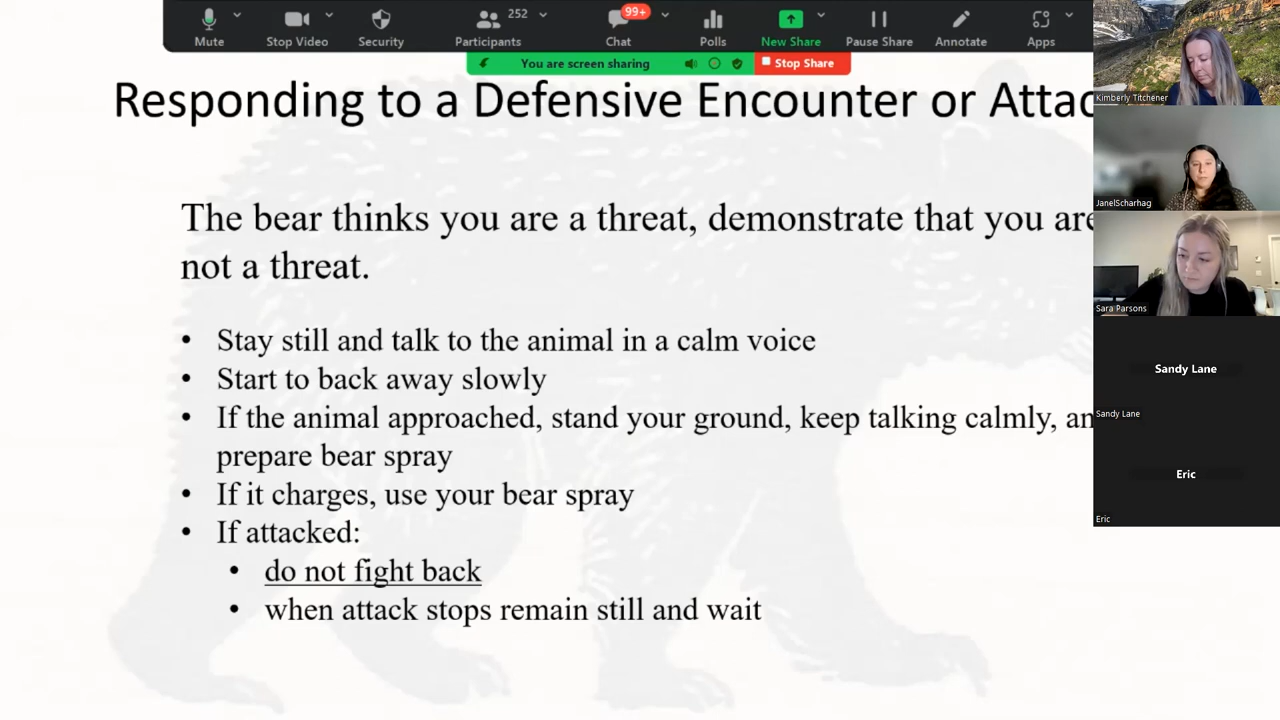 Mute
Stop Video
Security
252
Participants
99+
Chat
Polls
New Share
Pause Share
Annotate
Apps
You are screen sharing
Stop Share
Responding to a Defensive Encounter or Attac
The bear thinks you are a threat, demonstrate that you are
not a threat.
• Stay still and talk to the animal in a calm voice
• Start to back away slowly
• If the animal approached, stand your ground, keep talking calmly, an
prepare bear spray
• If it charges, use your bear spray
• If attacked:
• do not fight back
• when attack stops remain still and wait
Kimberly Titchener
JanelScharhag
Sara Parsons
Sandy Lane
Sandy Lane
Eric
Eric